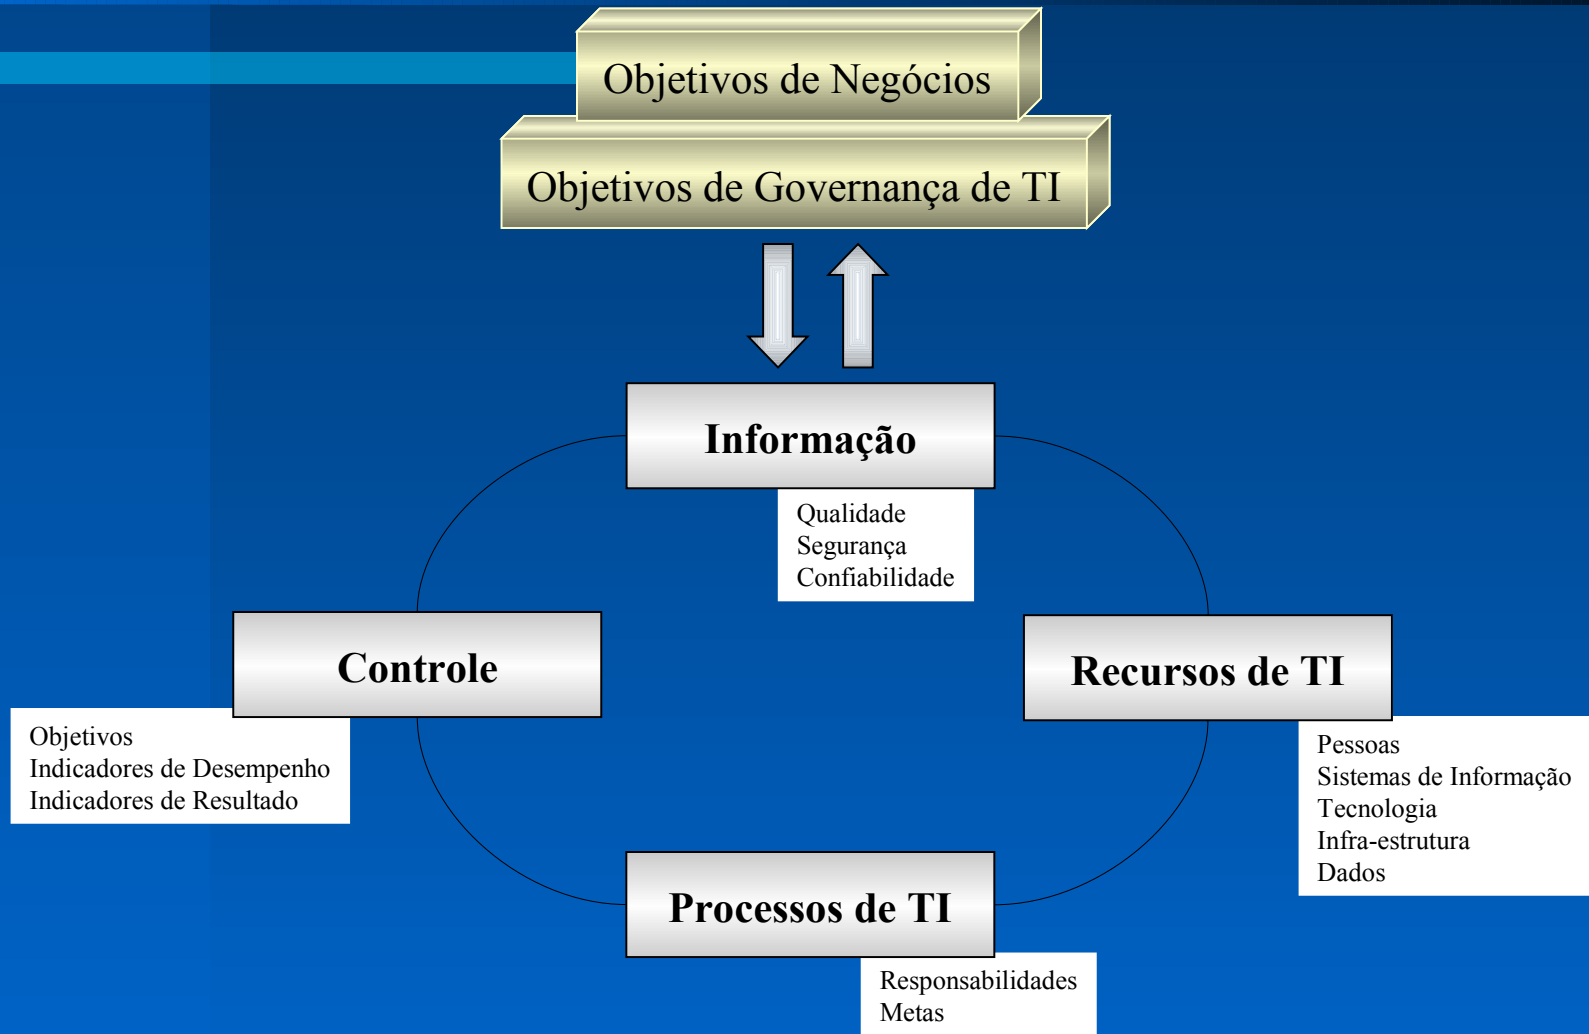 Objetivos de Negócios
Objetivos de Governança de TI
Informação
Qualidade
Segurança
Confiabilidade
Controle
Objetivos
Indicadores de Desempenho
Indicadores de Resultado
Recursos de TI
Pessoas
Sistemas de Informação
Tecnologia
Infra-estrutura
Dados
Processos de TI
Responsabilidades
Metas